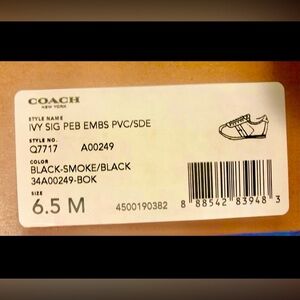 COACH
NEW YORK
STYLE NAME
IVY SIG PEB EMBS PVC/SDE
STYLE NO.
Q7717 A00249
COLOR
BLACK-SMOKE/BLACK
34A00249-BOK
SIZE
6.5 M 4500190382 8 88542 83948 3